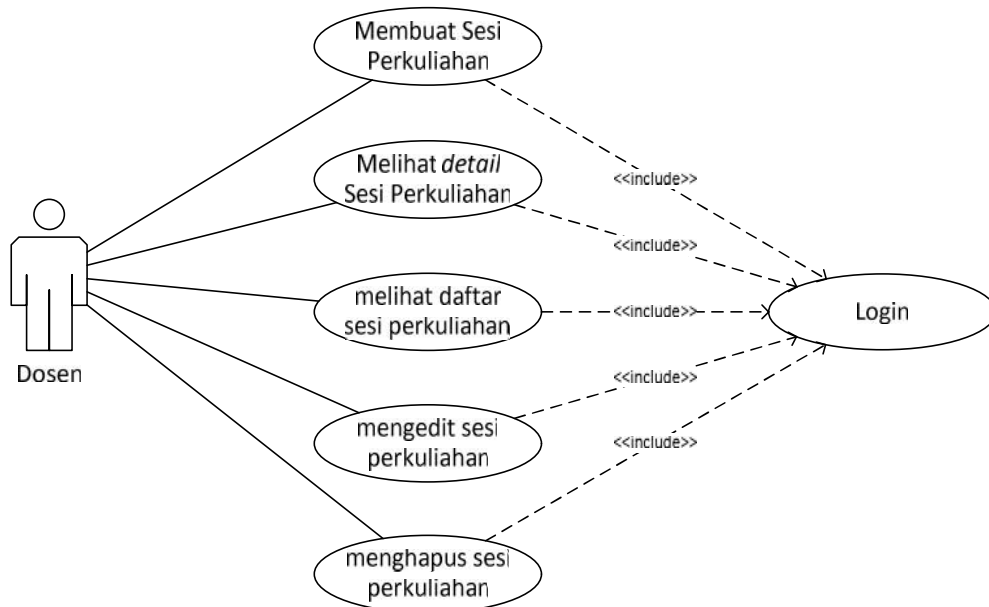 Membuat Sesi
Perkuliahan
Melihat detail
Sesi Perkuliahan
<<include>>
<<include>>
melihat daftar
sesi perkuliahan
<<include>>
Login
Dosen
<<include>>
mengedit sesi
perkuliahan
<<include>>
menghapus sesi
perkuliahan